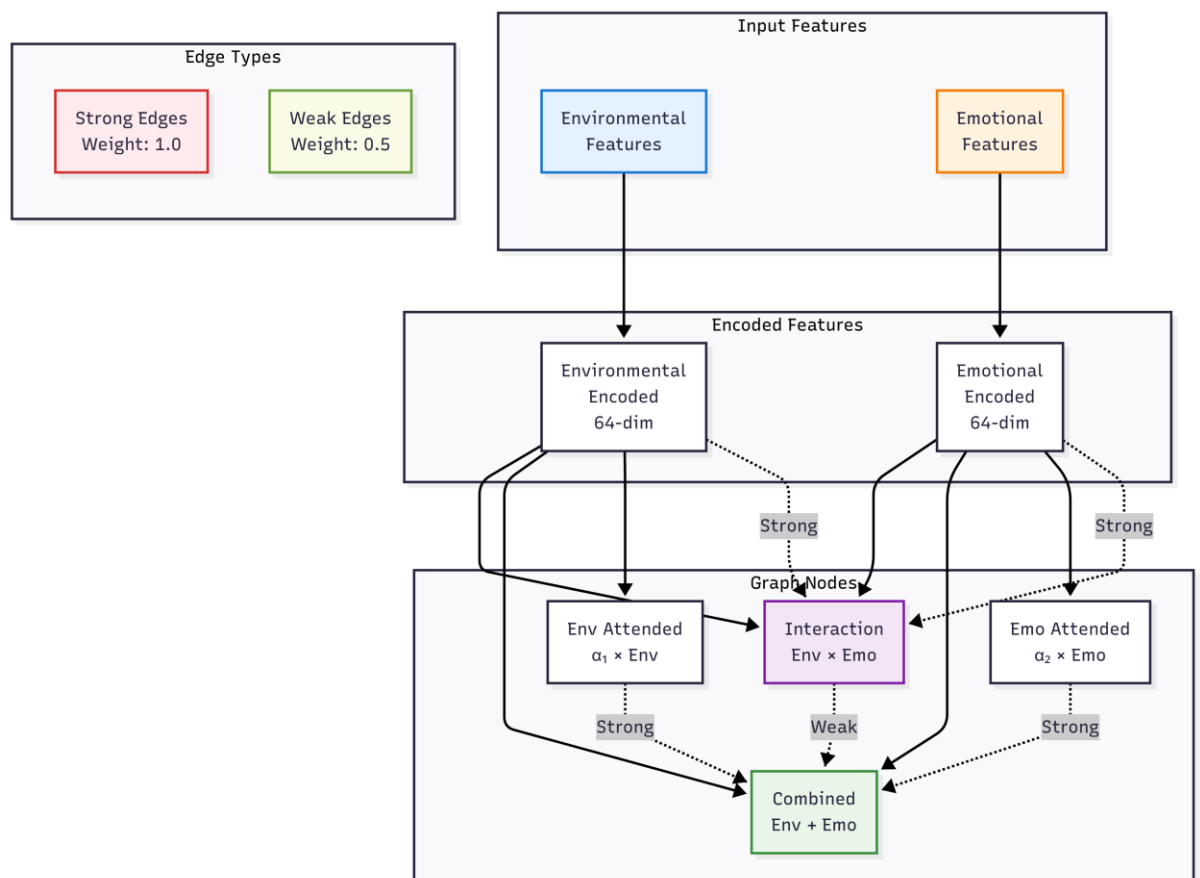 Edge Types
Strong Edges
Weight: 1.0
Weak Edges
Weight: 0.5
Input Features
Environmental
Features
Emotional
Features
Encoded Features
Environmental
Encoded
64-dim
Emotional
Encoded
64-dim
Strong
Strong
Graph Nodes
Env Attended
α₁ × Env
Interaction
Env × Emo
Emo Attended
α₂ × Emo
Strong
Weak
Strong
Combined
Env + Emo